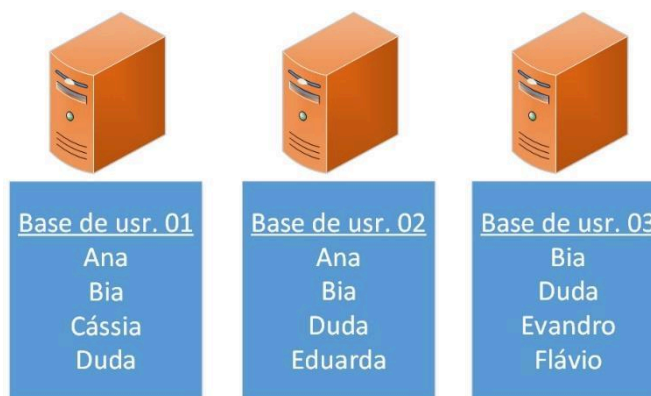 Base de usr. 01
Ana
Bia
Cássia
Duda
Base de usr. 02
Ana
Bia
Duda
Eduarda
Base de usr. 03
Bia
Duda
Evandro
Flávio